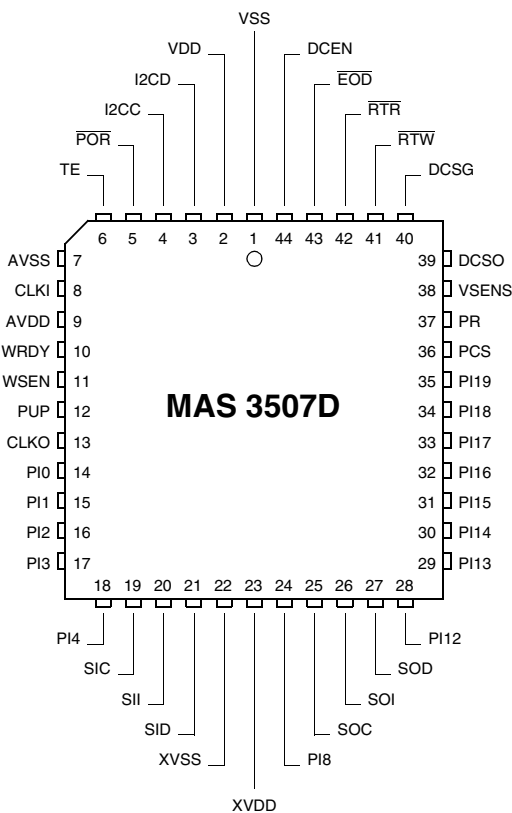 VSS
VDD DCEN
I2CD E̅O̅D̅
I2CC R̅T̅R̅
P̅O̅R̅ R̅T̅W̅
TE DCSG
6 5 4 3 2 1 44 43 42 41 40
AVSS 7 39 DCSO
CLKI 8 38 VSENS
AVDD 9 37 PR
WRDY 10 36 PCS
WSEN 11 35 PI19
PUP 12 34 PI18
CLKO 13 33 PI17
PI0 14 32 PI16
PI1 15 31 PI15
PI2 16 30 PI14
PI3 17 29 PI13
MAS 3507D
18 19 20 21 22 23 24 25 26 27 28
PI4 PI12
SIC SOD
SII SOI
SID SOC
XVSS PI8
XVDD